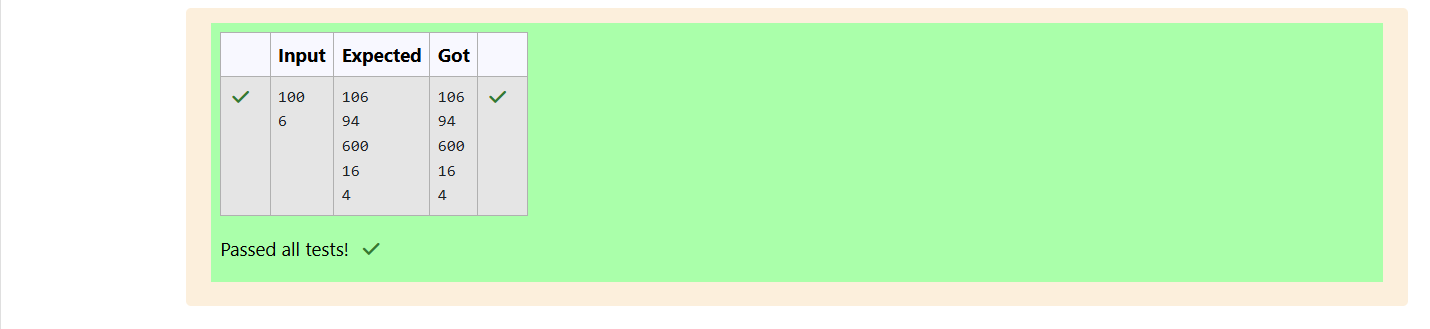 Input Expected Got
100 106 106
6 94 94
600 600
16 16
4 4
Passed all tests!